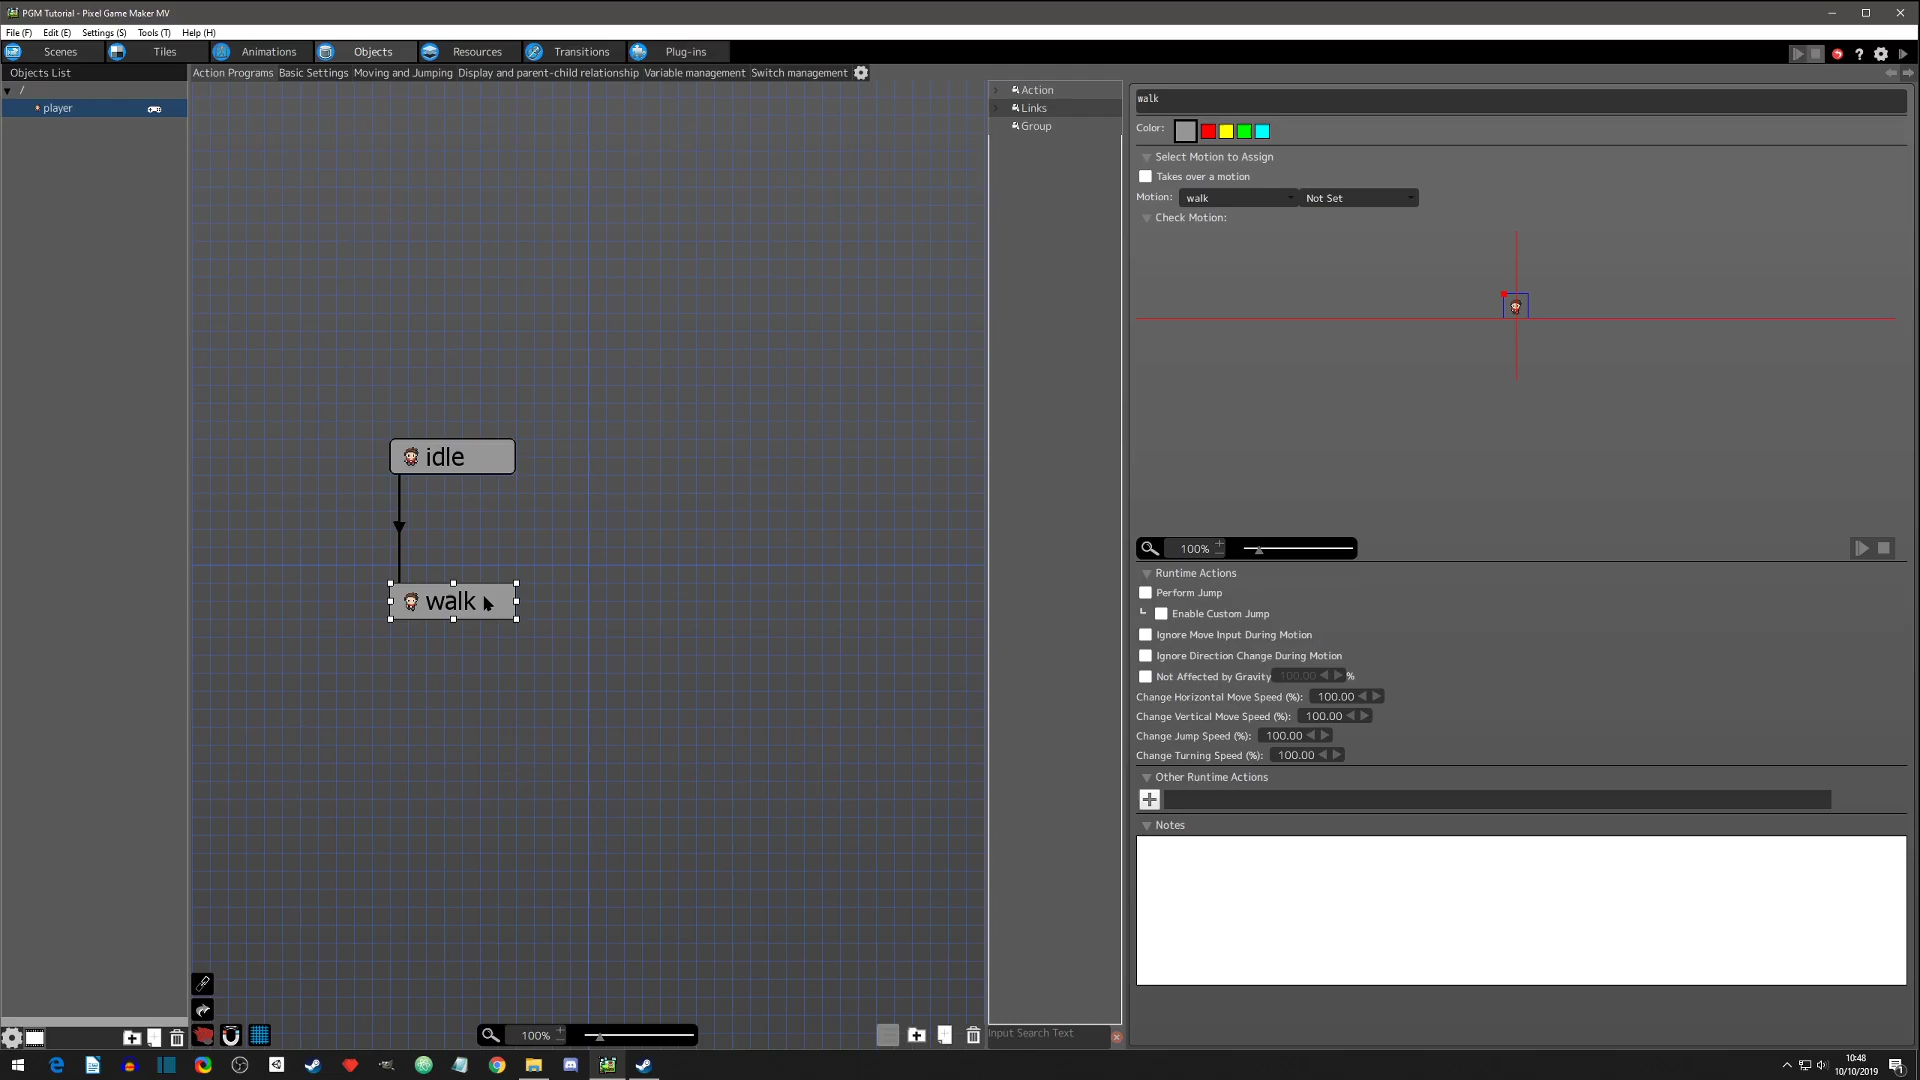 PGM Tutorial - Pixel Game Maker MV
File (F) Edit (E) Settings (S) Tools (T) Help (H)
Scenes Tiles Animations Objects Resources Transitions Plug-ins
Objects List
Action Programs Basic Settings Moving and Jumping Display and parent-child relationship Variable management Switch management
/
player
Action
Links
Group
walk
Color:
Select Motion to Assign
Takes over a motion
Motion: walk Not Set
Check Motion:
idle
walk
100%
Runtime Actions
Perform Jump
Enable Custom Jump
Ignore Move Input During Motion
Ignore Direction Change During Motion
Not Affected by Gravity 100.00 %
Change Horizontal Move Speed (%): 100.00
Change Vertical Move Speed (%): 100.00
Change Jump Speed (%): 100.00
Change Turning Speed (%): 100.00
Other Runtime Actions
Notes
100%
Input Search Text
10:48
10/10/2019